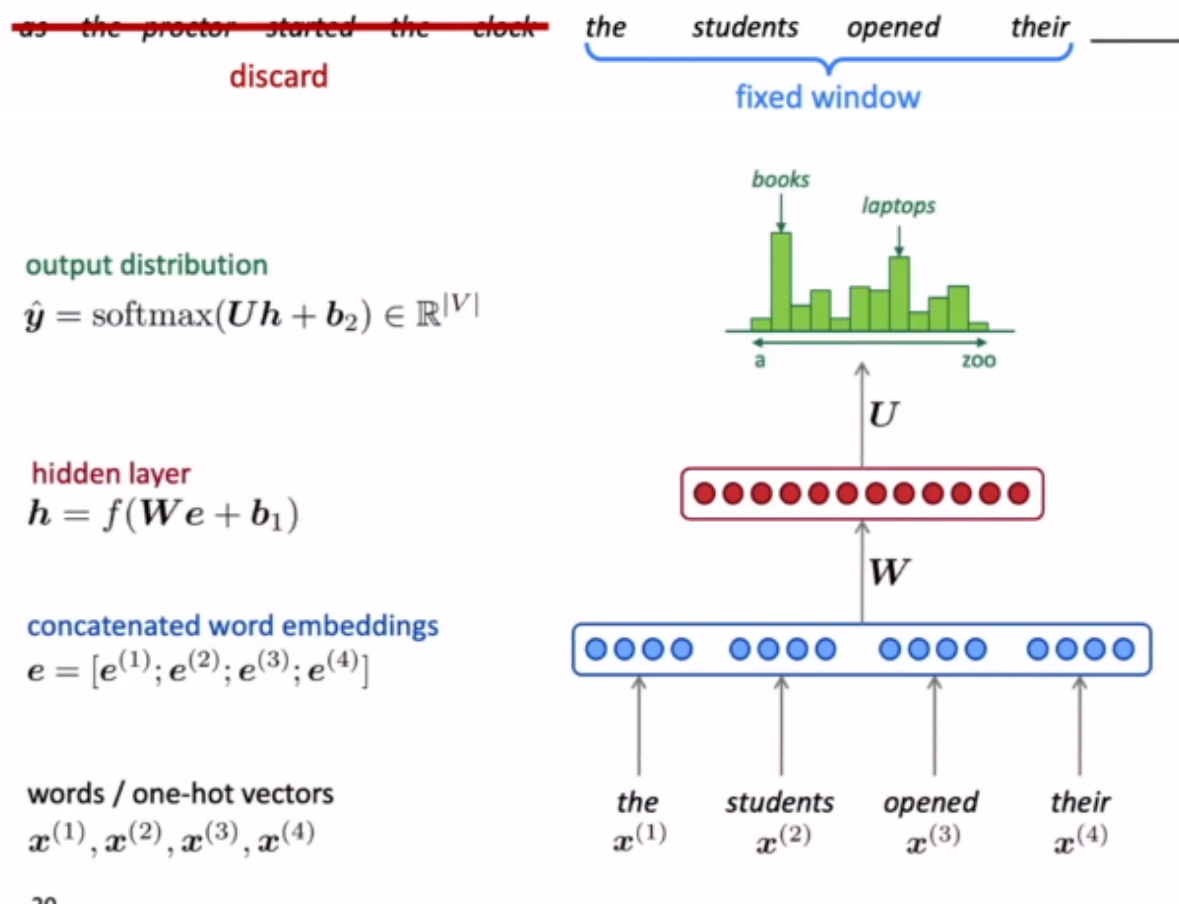 as the proctor started the clock the students opened their ______
discard
fixed window
books
laptops
output distribution
ŷ = softmax(Uh + b₂) ∈ ℝ^|V|
a zoo
U
hidden layer
h = f(We + b₁)
W
concatenated word embeddings
e = [e⁽¹⁾; e⁽²⁾; e⁽³⁾; e⁽⁴⁾]
words / one-hot vectors
x⁽¹⁾, x⁽²⁾, x⁽³⁾, x⁽⁴⁾
the students opened their
x⁽¹⁾ x⁽²⁾ x⁽³⁾ x⁽⁴⁾